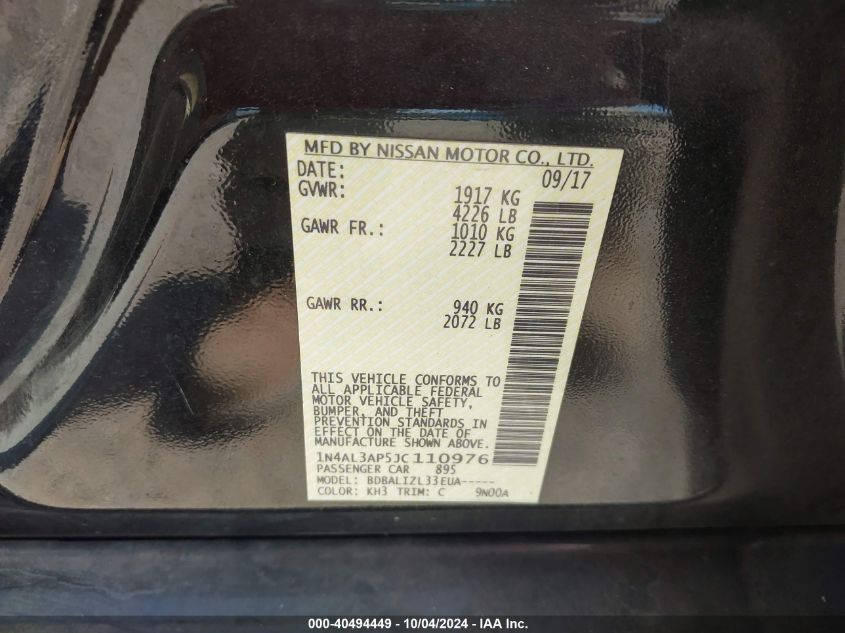 MFD BY NISSAN MOTOR CO., LTD.
DATE: 09/17
GVWR: 1917 KG
4226 LB
GAWR FR.: 1010 KG
2227 LB
GAWR RR.: 940 KG
2072 LB
THIS VEHICLE CONFORMS TO
ALL APPLICABLE FEDERAL
MOTOR VEHICLE SAFETY,
BUMPER, AND THEFT
PREVENTION STANDARDS IN
EFFECT ON THE DATE OF
MANUFACTURE SHOWN ABOVE.
1N4AL3AP5JC110976
PASSENGER CAR 895
MODEL: BDBALIZL33EUA-----
COLOR: KH3 TRIM: C 9N00A
000-40494449 - 10/04/2024 - IAA Inc.